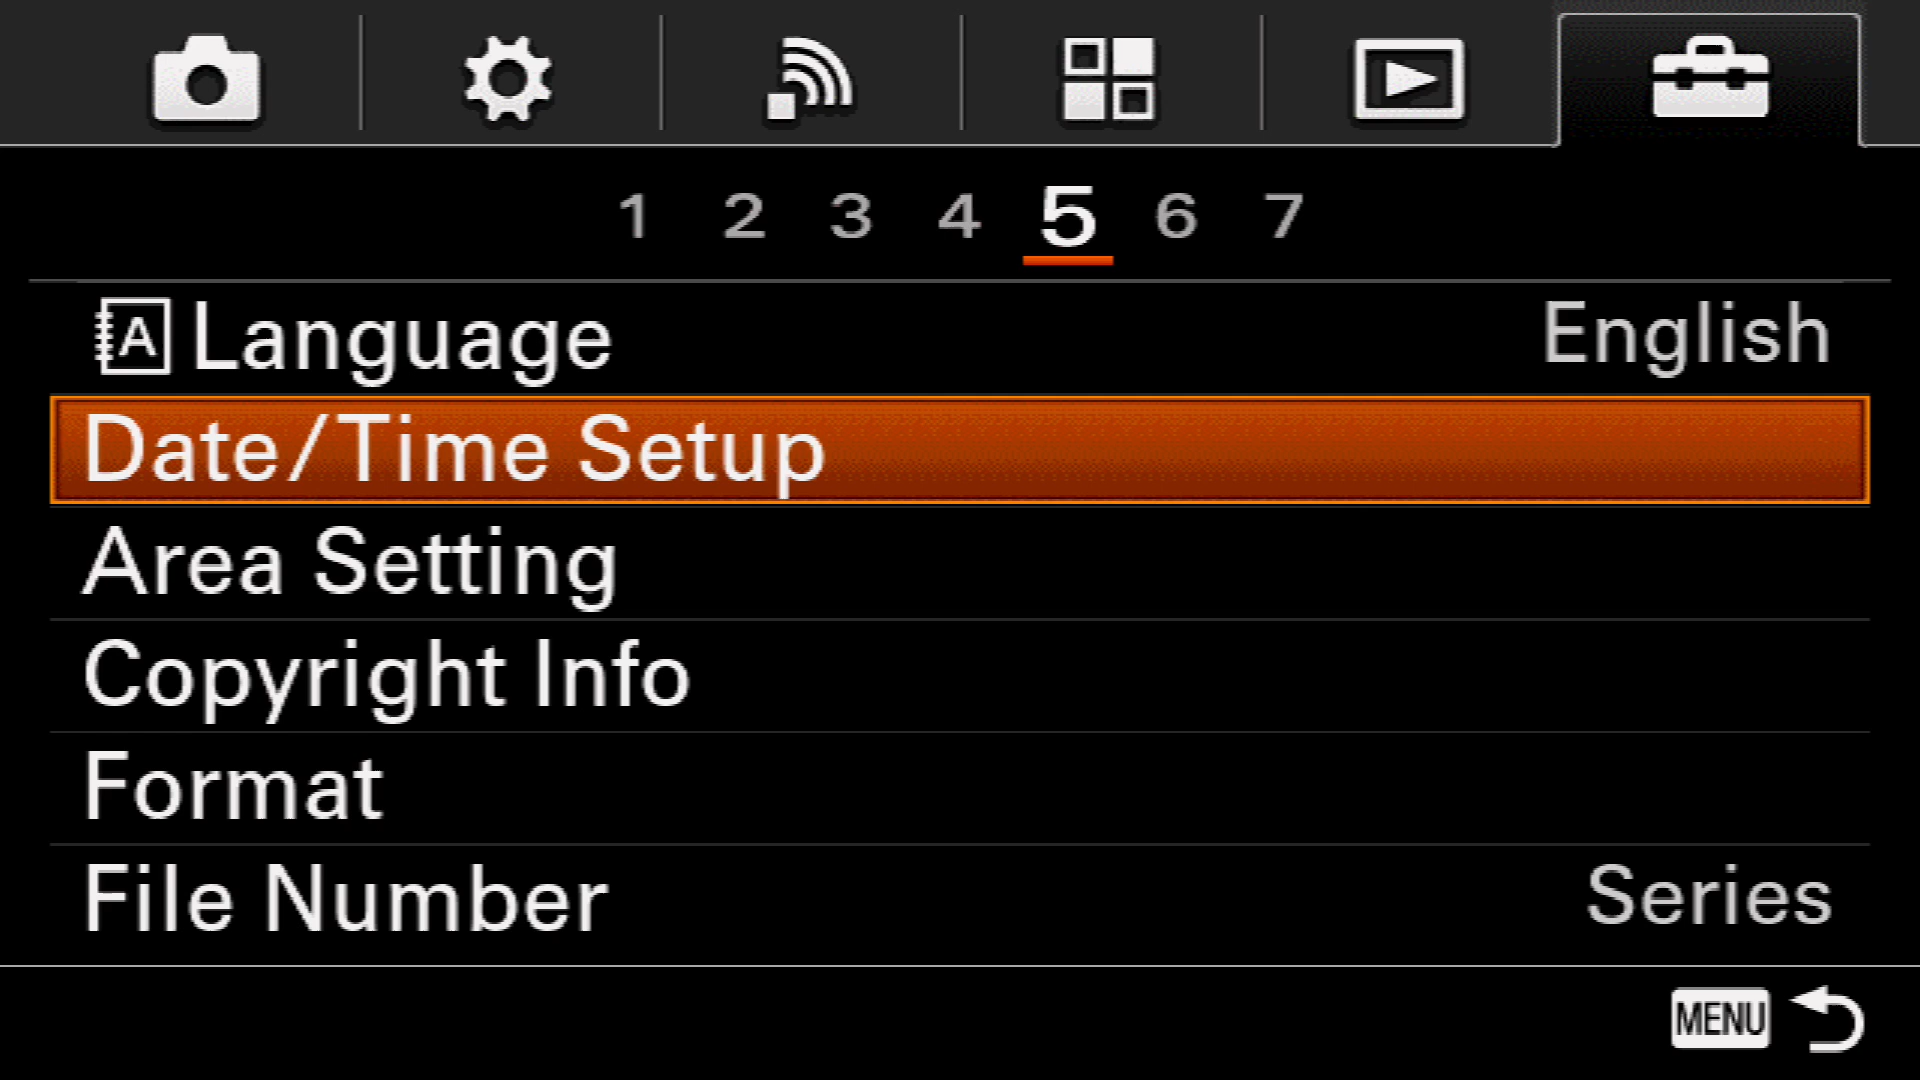 1 2 3 4 5 6 7
A Language English
Date/Time Setup
Area Setting
Copyright Info
Format
File Number Series
MENU